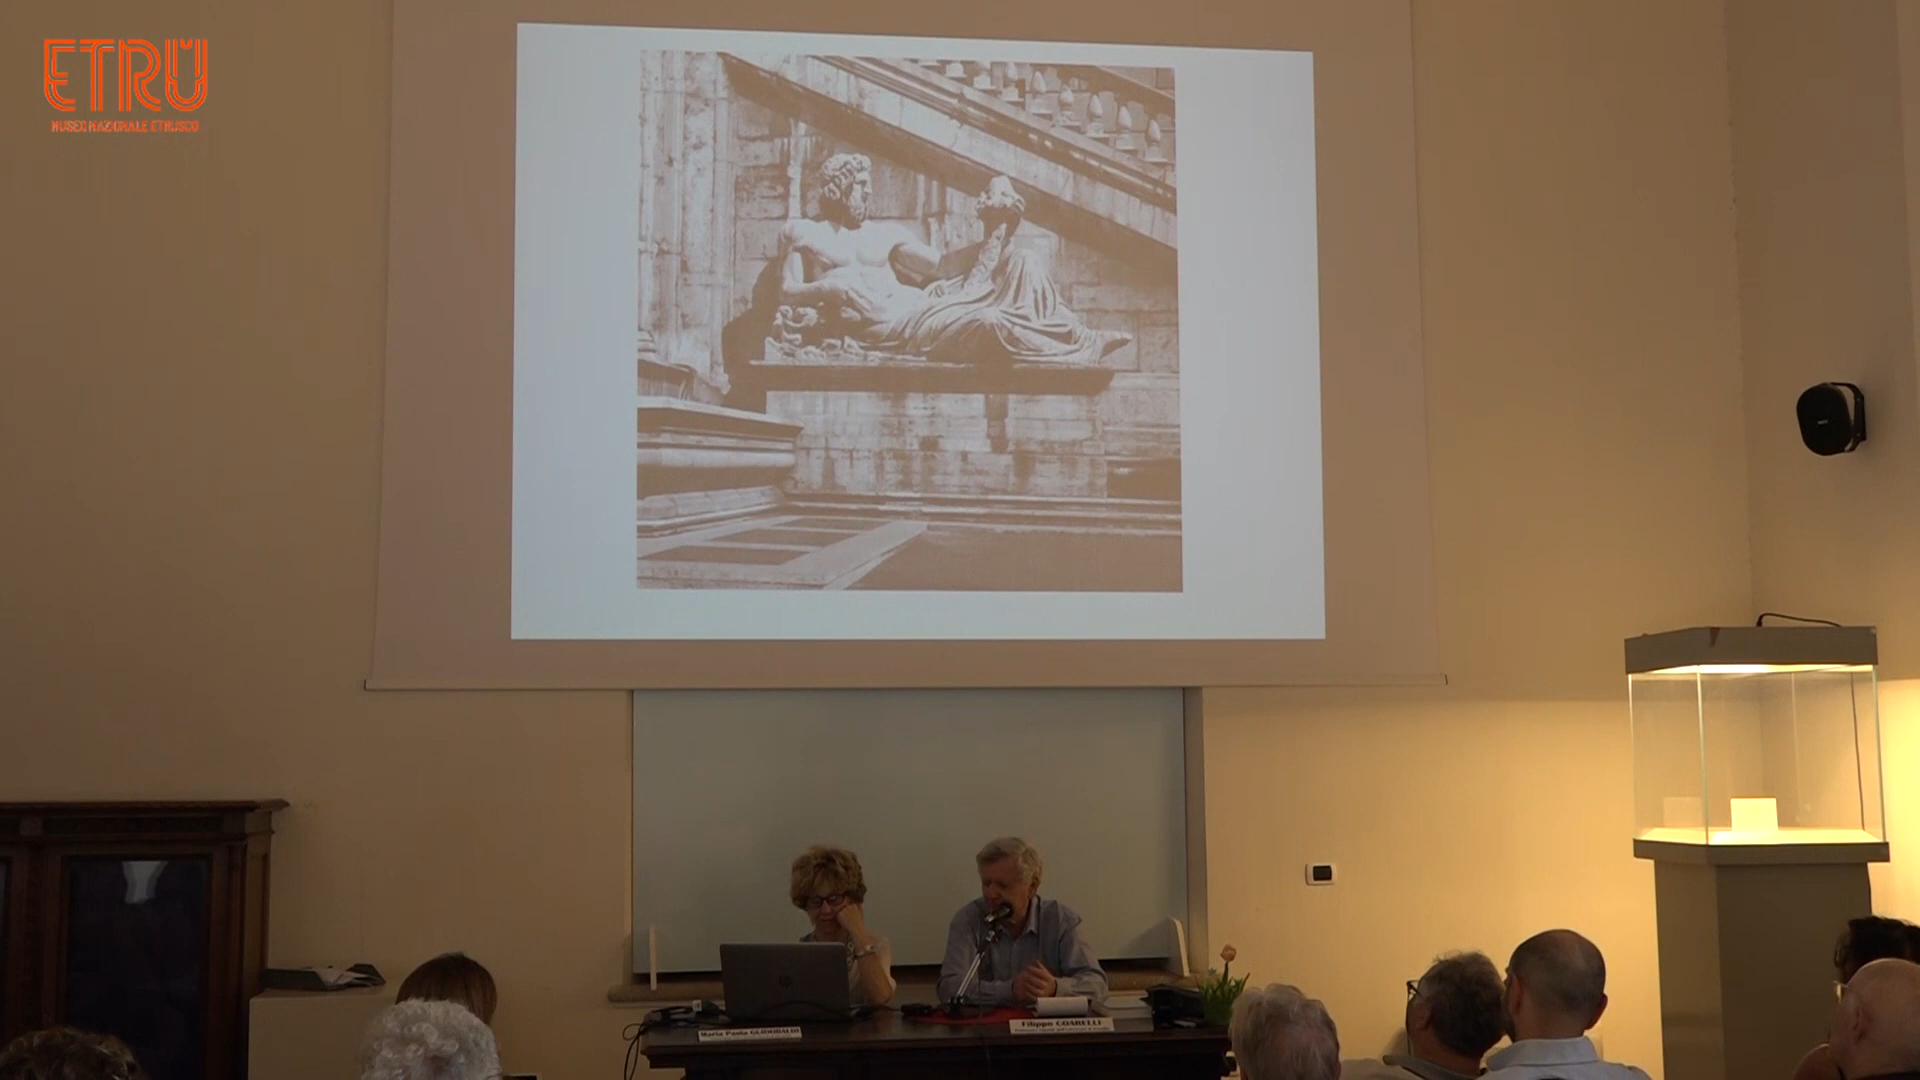 ETRU
MUSEO NAZIONALE ETRUSCO
Maria Paola GUIDOBALDI
Filippo COARELLI